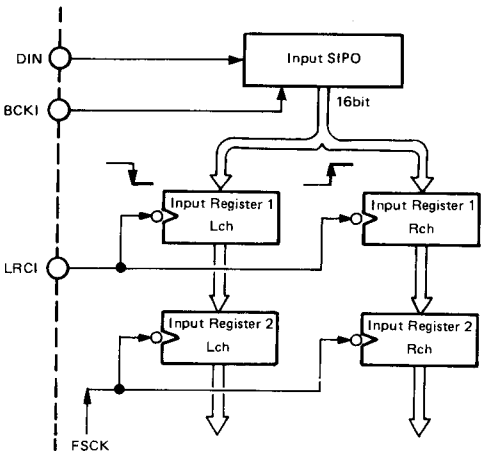 DIN
Input SIPO
BCKI
16bit
Input Register 1
Lch
Input Register 1
Rch
LRCI
Input Register 2
Lch
Input Register 2
Rch
FSCK